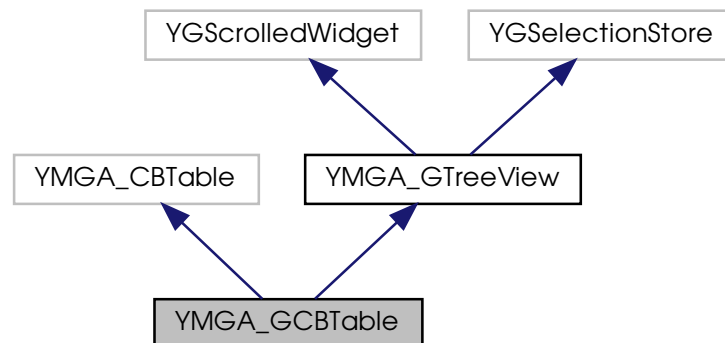 YGScrolledWidget
YGSelectionStore
YMGA_CBTable
YMGA_GTreeView
YMGA_GCBTable